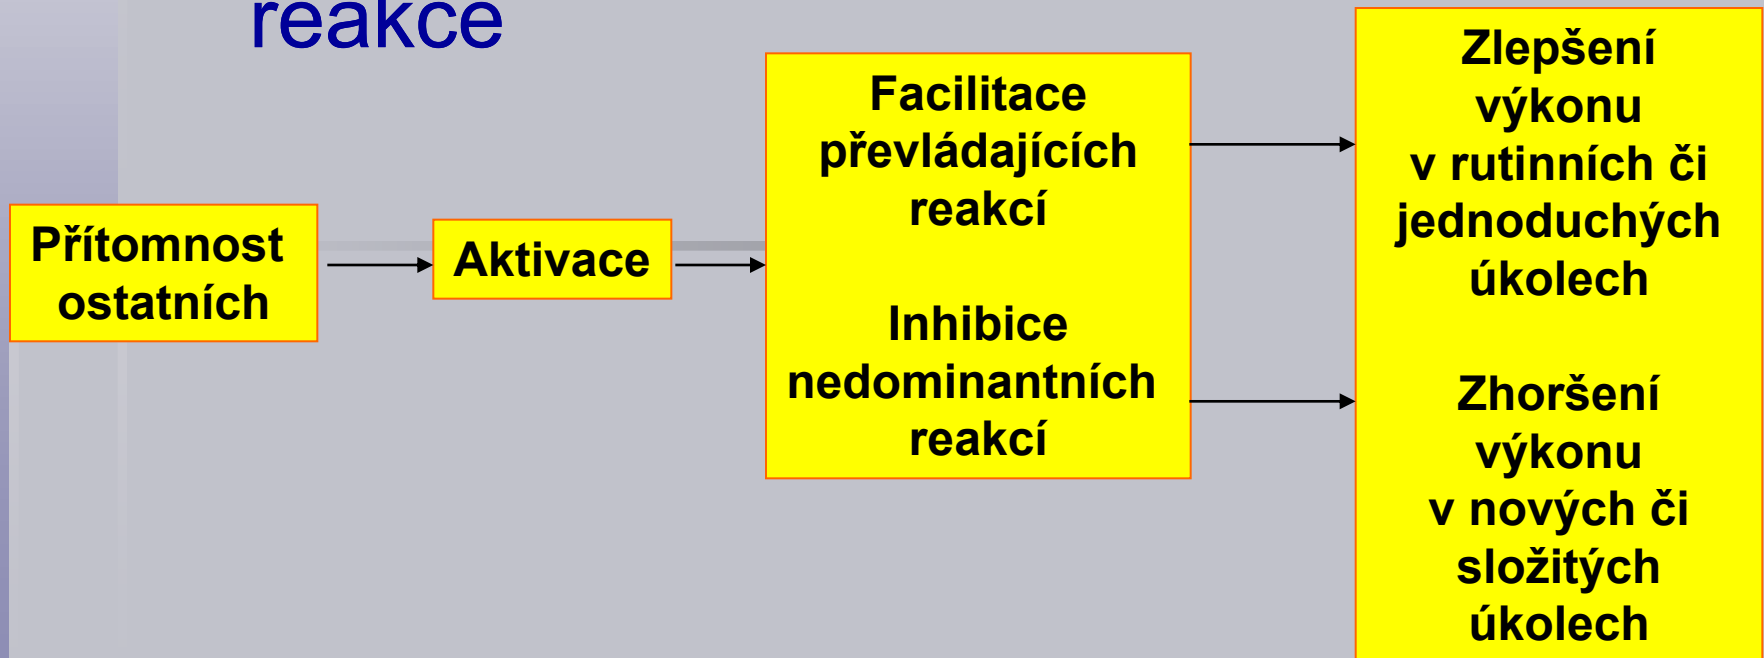 reakce
Přítomnost
ostatních
Aktivace
Facilitace
převládajících
reakcí
Inhibice
nedominantních
reakcí
Zlepšení
výkonu
v rutinních či
jednoduchých
úkolech
Zhoršení
výkonu
v nových či
složitých
úkolech